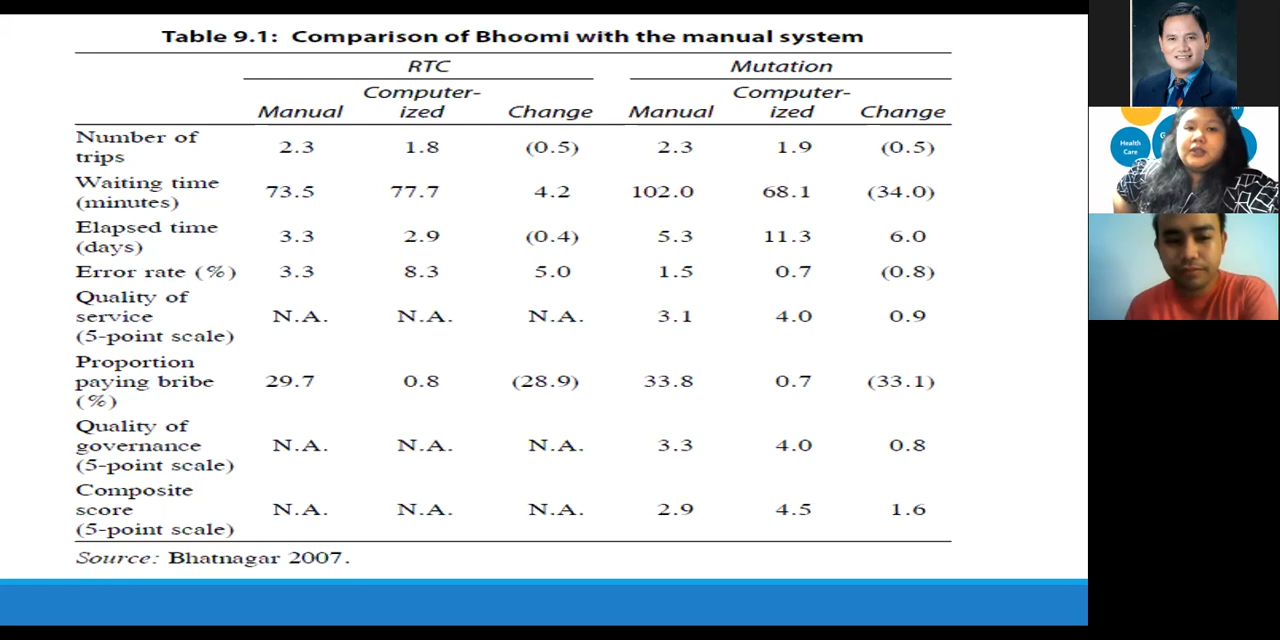 Table 9.1: Comparison of Bhoomi with the manual system
RTC Mutation
Computer- Computer-
Manual ized Change Manual ized Change
Number of
trips 2.3 1.8 (0.5) 2.3 1.9 (0.5)
Waiting time
(minutes) 73.5 77.7 4.2 102.0 68.1 (34.0)
Elapsed time
(days) 3.3 2.9 (0.4) 5.3 11.3 6.0
Error rate (%) 3.3 8.3 5.0 1.5 0.7 (0.8)
Quality of
service N.A. N.A. N.A. 3.1 4.0 0.9
(5-point scale)
Proportion
paying bribe 29.7 0.8 (28.9) 33.8 0.7 (33.1)
(%)
Quality of
governance N.A. N.A. N.A. 3.3 4.0 0.8
(5-point scale)
Composite
score N.A. N.A. N.A. 2.9 4.5 1.6
(5-point scale)
Source: Bhatnagar 2007.
Health
Care